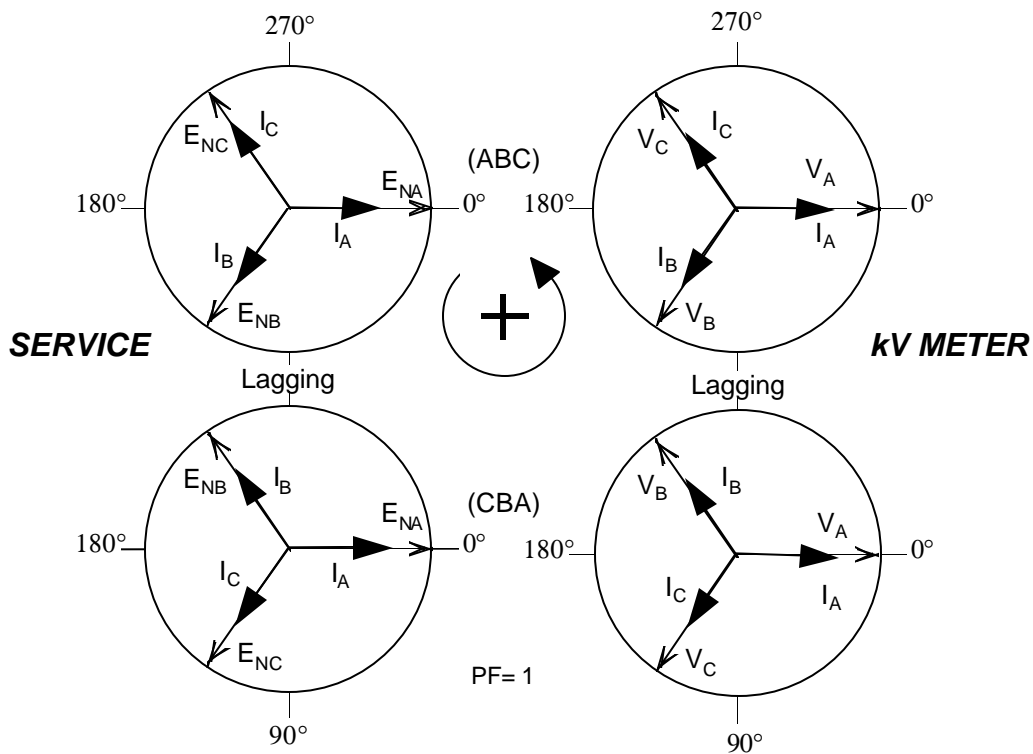 270° 270°
I_C I_C
E_NC V_C
(ABC)
E_NA V_A
180° 0° 180° 0°
I_A I_A
I_B I_B
E_NB V_B
+
SERVICE kV METER
Lagging Lagging
I_B I_B
E_NB V_B
(CBA)
E_NA V_A
180° 0° 180° 0°
I_C I_A I_C I_A
E_NC V_C
PF= 1
90° 90°